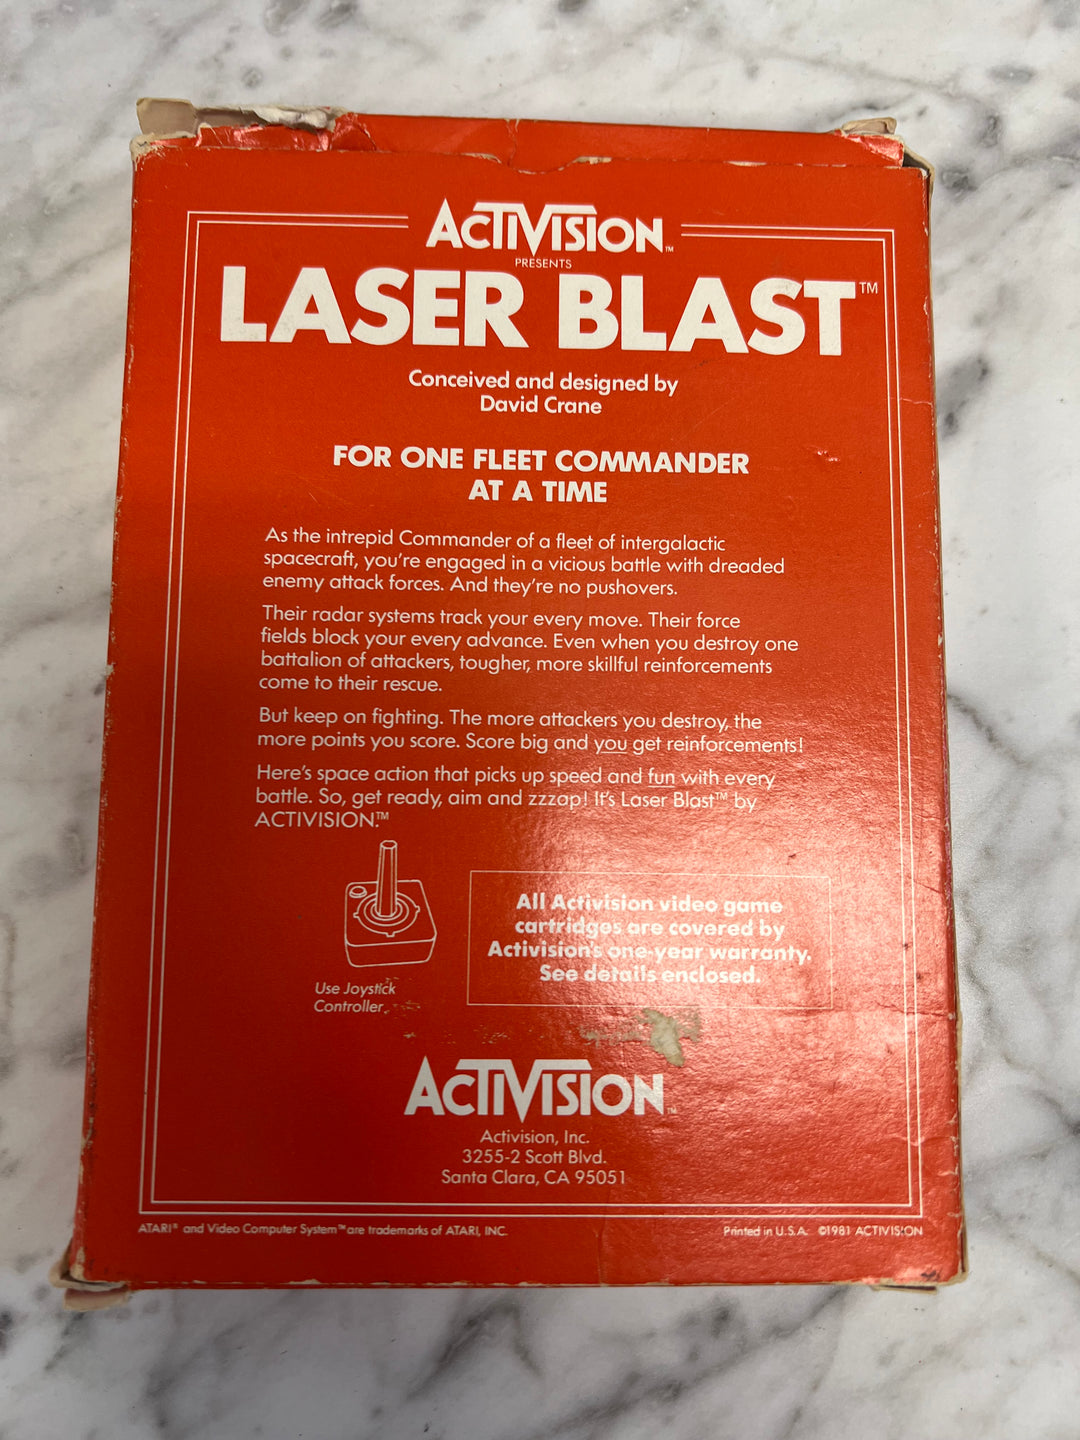 ACTIVISION™
PRESENTS
LASER BLAST™
Conceived and designed by
David Crane
FOR ONE FLEET COMMANDER
AT A TIME
As the intrepid Commander of a fleet of intergalactic
spacecraft, you're engaged in a vicious battle with dreaded
enemy attack forces. And they're no pushovers.
Their radar systems track your every move. Their force
fields block your every advance. Even when you destroy one
battalion of attackers, tougher, more skillful reinforcements
come to their rescue.
But keep on fighting. The more attackers you destroy, the
more points you score. Score big and you get reinforcements!
Here's space action that picks up speed and fun with every
battle. So, get ready, aim and zzzap! It's Laser Blast™ by
ACTIVISION.™
Use Joystick
Controller.
All Activision video game
cartridges are covered by
Activision's one-year warranty.
See details enclosed.
ACTIVISION™
Activision, Inc.
3255-2 Scott Blvd.
Santa Clara, CA 95051
ATARI® and Video Computer System™ are trademarks of ATARI, INC.
Printed in U.S.A. ©1981 ACTIVISION